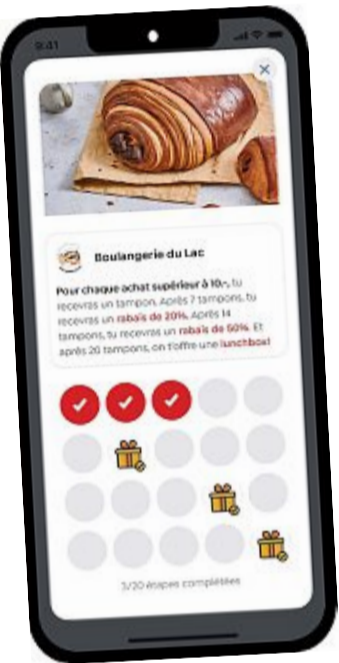 9:41
Boulangerie du Lac
Pour chaque achat supérieur à 10.-, tu
recevras un tampon. Après 7 tampons, tu
recevras un rabais de 20%. Après 14
tampons, tu recevras un rabais de 50%. Et
après 20 tampons, on t'offre une lunchbox!
3/20 étapes complétées